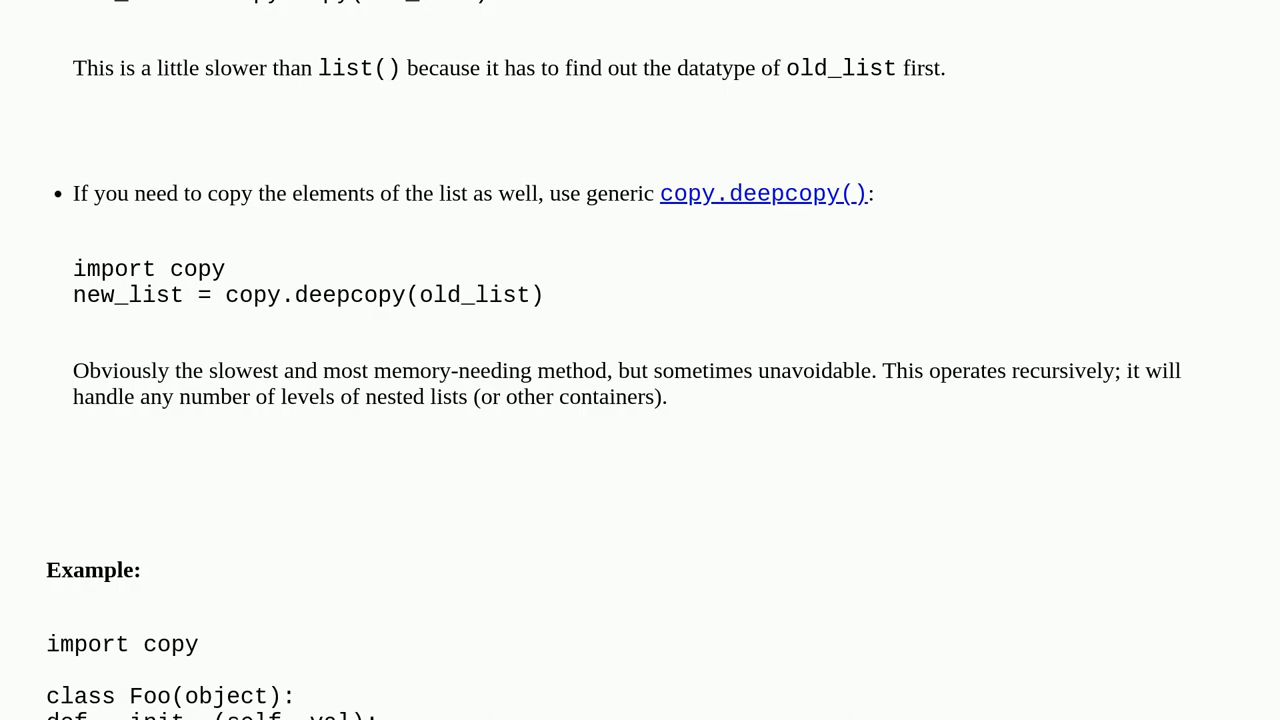 This is a little slower than list() because it has to find out the datatype of old_list first.
• If you need to copy the elements of the list as well, use generic copy.deepcopy():
import copy
new_list = copy.deepcopy(old_list)
Obviously the slowest and most memory-needing method, but sometimes unavoidable. This operates recursively; it will
handle any number of levels of nested lists (or other containers).
Example:
import copy
class Foo(object):